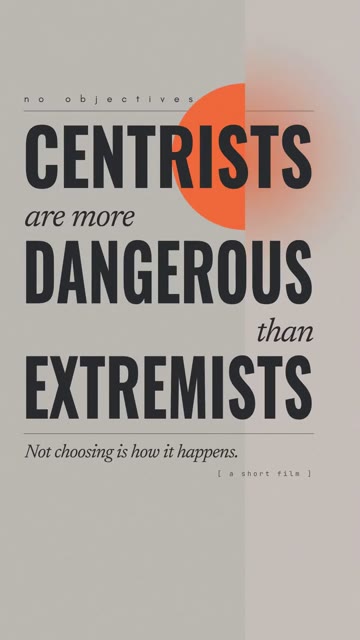 no objectives
CENTRISTS
are more
DANGEROUS
than
EXTREMISTS
Not choosing is how it happens.
[ a short film ]